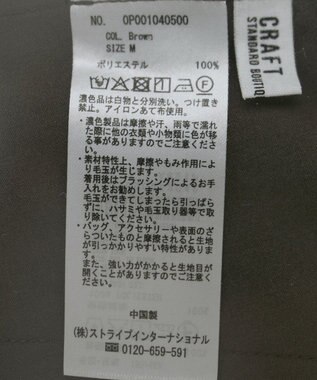 NO. 0P001040500
COL. Brown
SIZE M
ポリエステル 100%
濃色品は白物と分別洗い。つけ置き
禁止。アイロンあて布使用。
・濃色製品は摩擦や汗、雨等で濡れ
た際に他の衣類や小物類に色が移
る事がありますのでご注意くださ
い。
・素材特性上、摩擦やもみ作用によ
り毛玉が生じます。
着用後はブラッシングによるお手
入れをお勧めします。
毛玉ができてしまったら引っぱら
ずに、ハサミや毛玉取り器等で取
り除いてください。
・バッグ、アクセサリーや表面のざ
らついたものと摩擦されると生地
が引っかかりやすい特性がありま
す。
また、強い力がかかると生地の目
が開くことがありますのでご注意
ください。
中国製
(株)ストライプインターナショナル
☏ 0120-659-591
CRAFT
STANDARD BOUTIQ